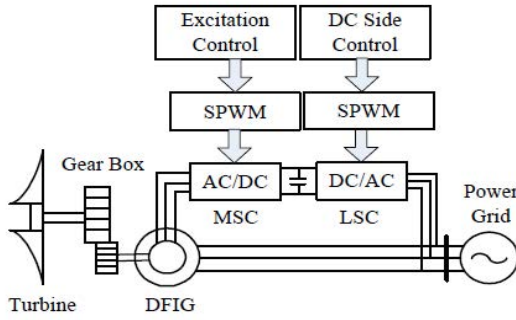 Excitation
Control
DC Side
Control
SPWM
SPWM
Gear Box
AC/DC
DC/AC
Power
Grid
MSC
LSC
Turbine
DFIG